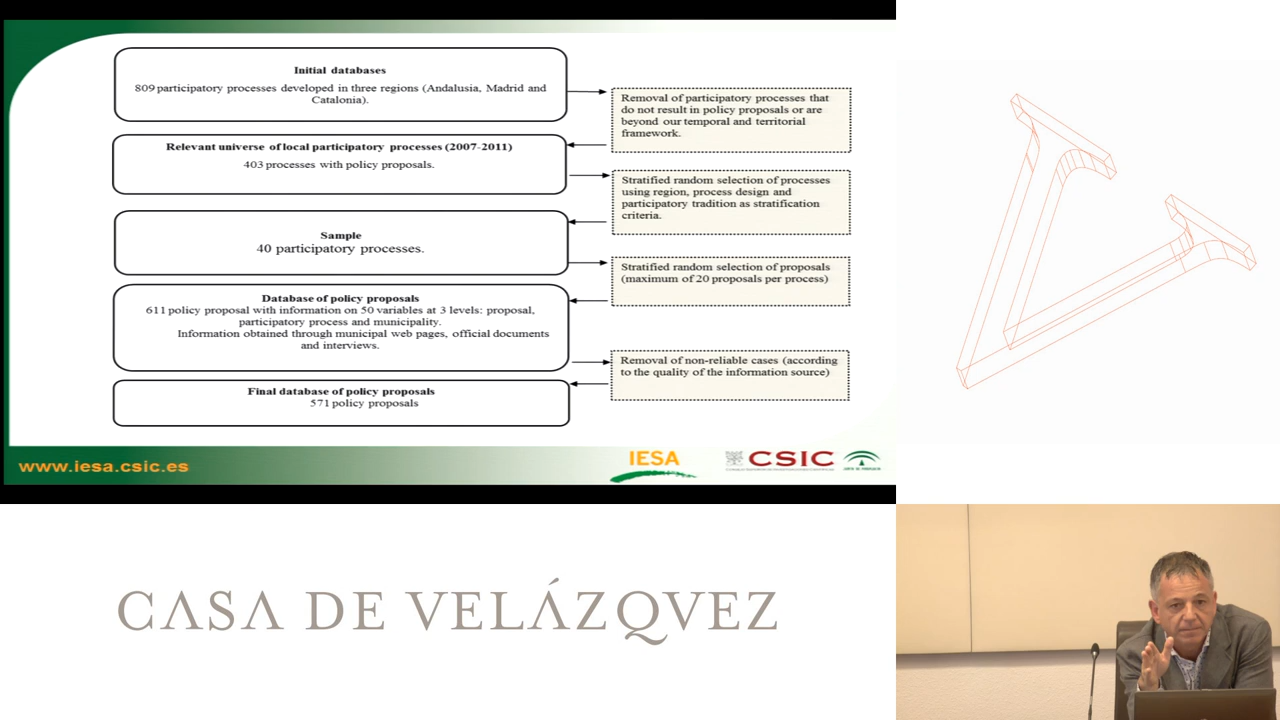 Initial databases
809 participatory processes developed in three regions (Andalusia, Madrid and
Catalonia).
Removal of participatory processes that
do not result in policy proposals or are
beyond our temporal and territorial
framework.
Relevant universe of local participatory processes (2007-2011)
403 processes with policy proposals.
Stratified random selection of processes
using region, process design and
participatory tradition as stratification
criteria.
Sample
40 participatory processes.
Stratified random selection of proposals
(maximum of 20 proposals per process)
Database of policy proposals
611 policy proposal with information on 50 variables at 3 levels: proposal,
participatory process and municipality.
Information obtained through municipal web pages, official documents
and interviews.
Removal of non-reliable cases (according
to the quality of the information source)
Final database of policy proposals
571 policy proposals
www.iesa.csic.es
IESA
CSIC
CASA DE VELÁZQVEZ